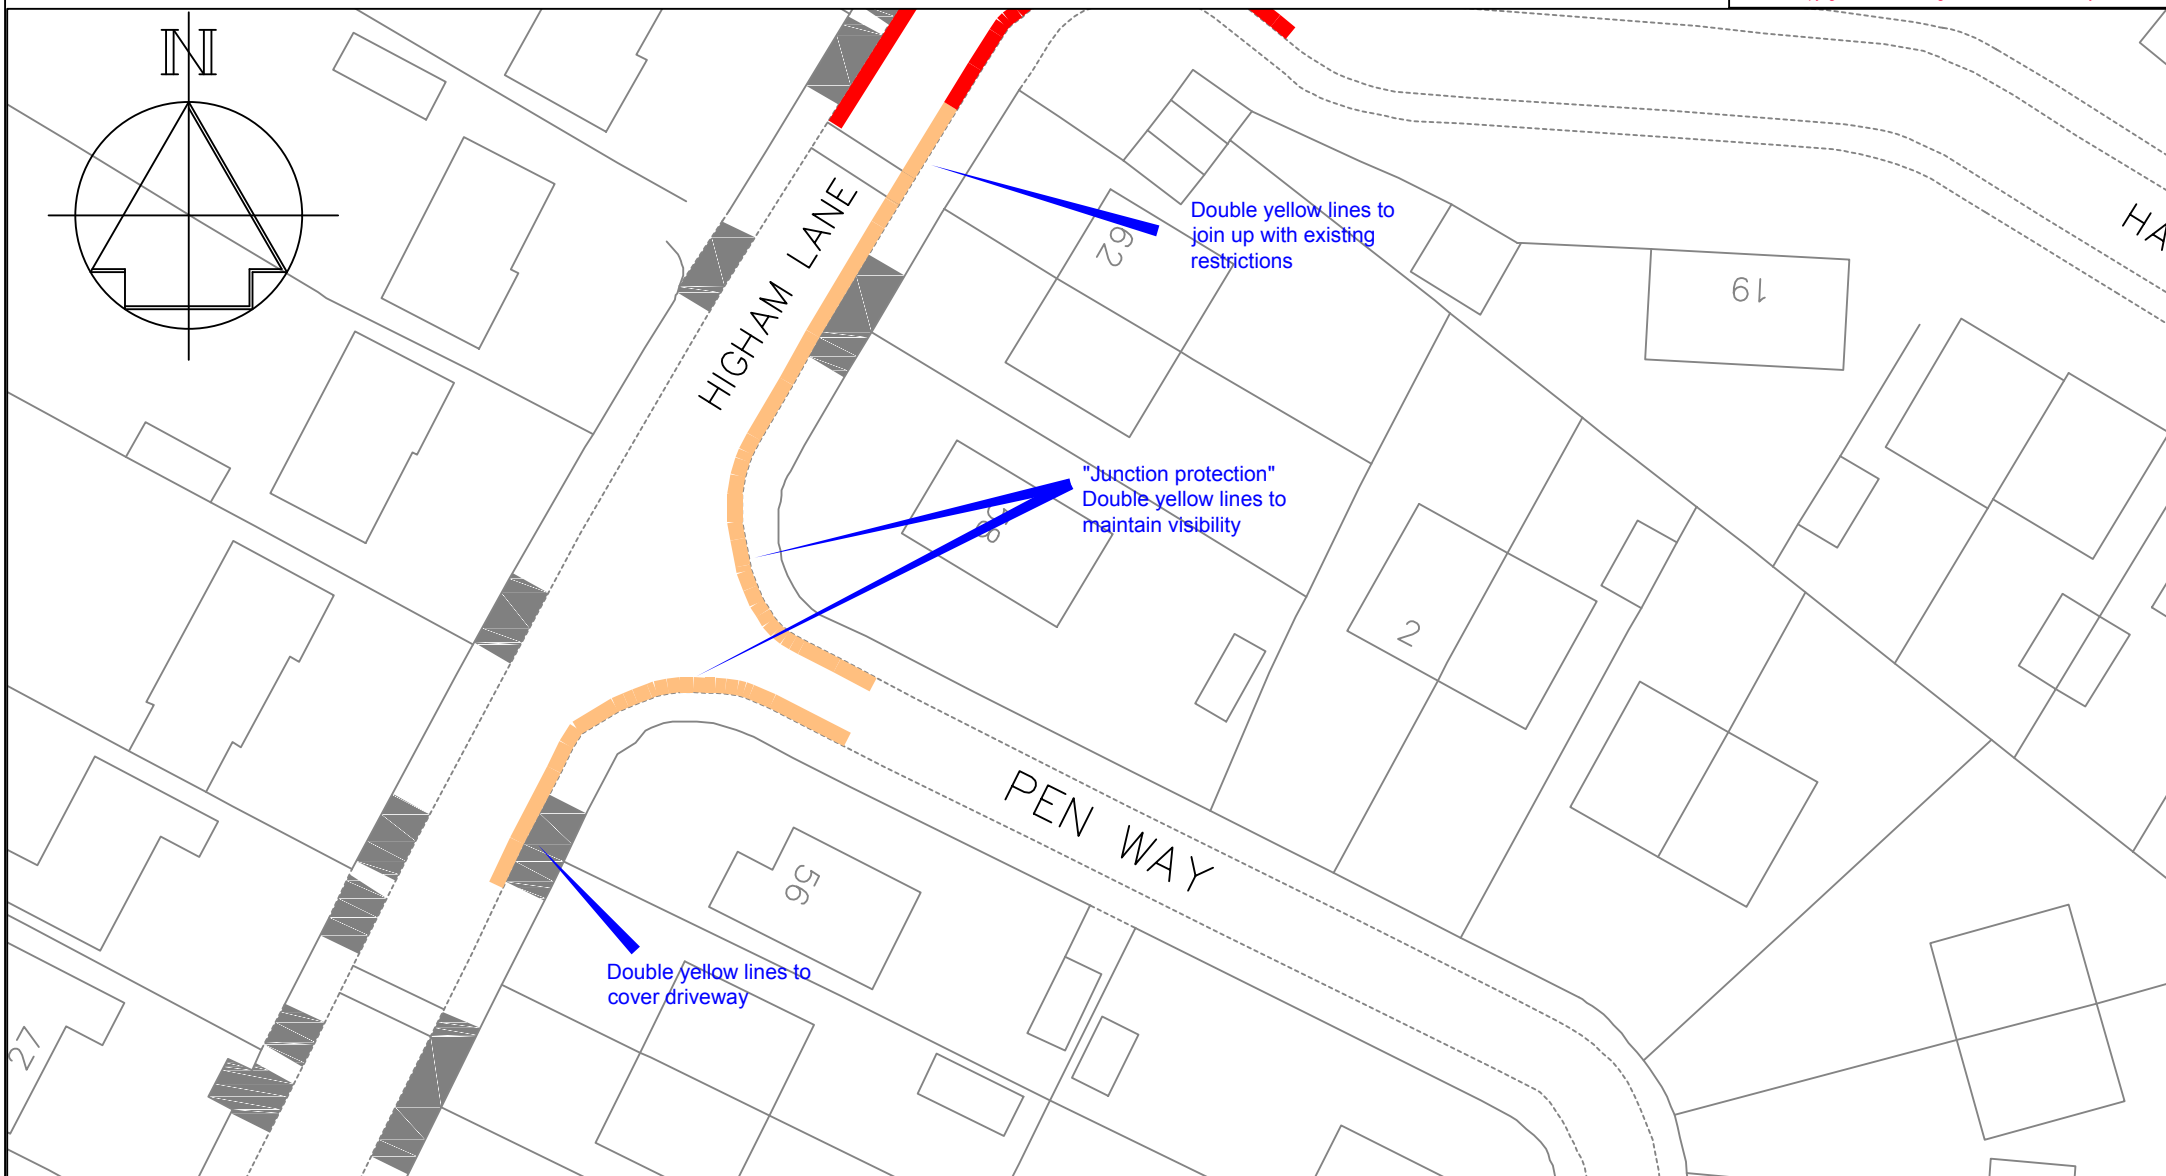 N
HIGHAM LANE
Double yellow lines to
join up with existing
restrictions
62
19
HA
"Junction protection"
Double yellow lines to
maintain visibility
58
2
PEN WAY
56
Double yellow lines to
cover driveway
27